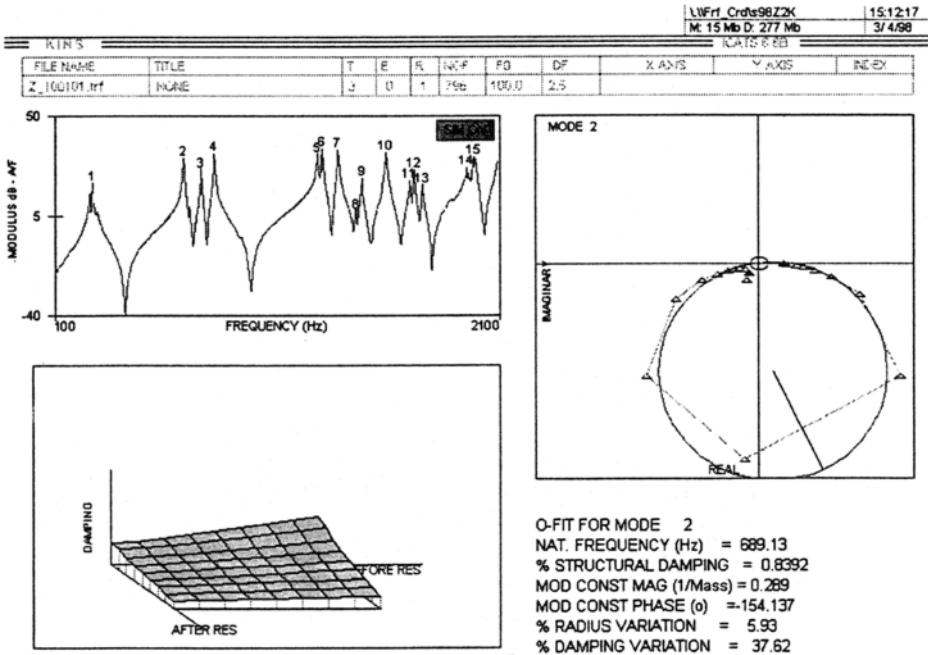 L\IFrf_Crd\s98Z2K 15:12:17
M: 15 Mb D: 277 Mb 3/ 4/98
ICATS 6.6B
FILE NAME TITLE T E R NO-F F0 DF X AXIS Y AXIS INDEX
Z_100101.frf NONE 3 0 1 796 100.0 2.5
50
5
-40
MODULUS dB - A/F
1 2 3 4 5 6 7 8 9 10 11 12 13 14 15
100 FREQUENCY (Hz) 2100
MODE 2
IMAGINARY
REAL
DAMPING
FORE RES
AFTER RES
O-FIT FOR MODE 2
NAT. FREQUENCY (Hz) = 689.13
% STRUCTURAL DAMPING = 0.8392
MOD CONST MAG (1/Mass) = 0.289
MOD CONST PHASE (o) =-154.137
% RADIUS VARIATION = 5.93
% DAMPING VARIATION = 37.62